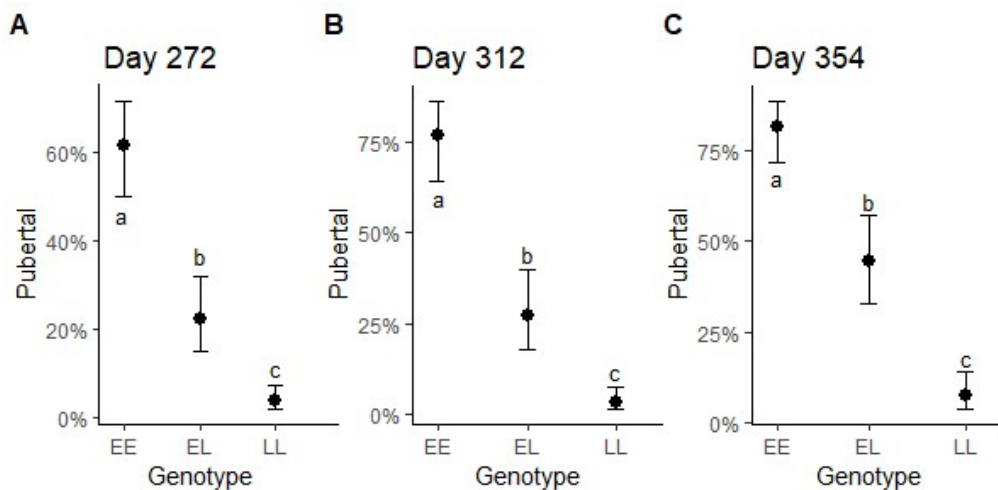 A
Day 272
Pubertal
60%
40%
20%
0%
a
b
c
EE EL LL
Genotype
B
Day 312
Pubertal
75%
50%
25%
0%
a
b
c
EE EL LL
Genotype
C
Day 354
Pubertal
75%
50%
25%
0%
a
b
c
EE EL LL
Genotype